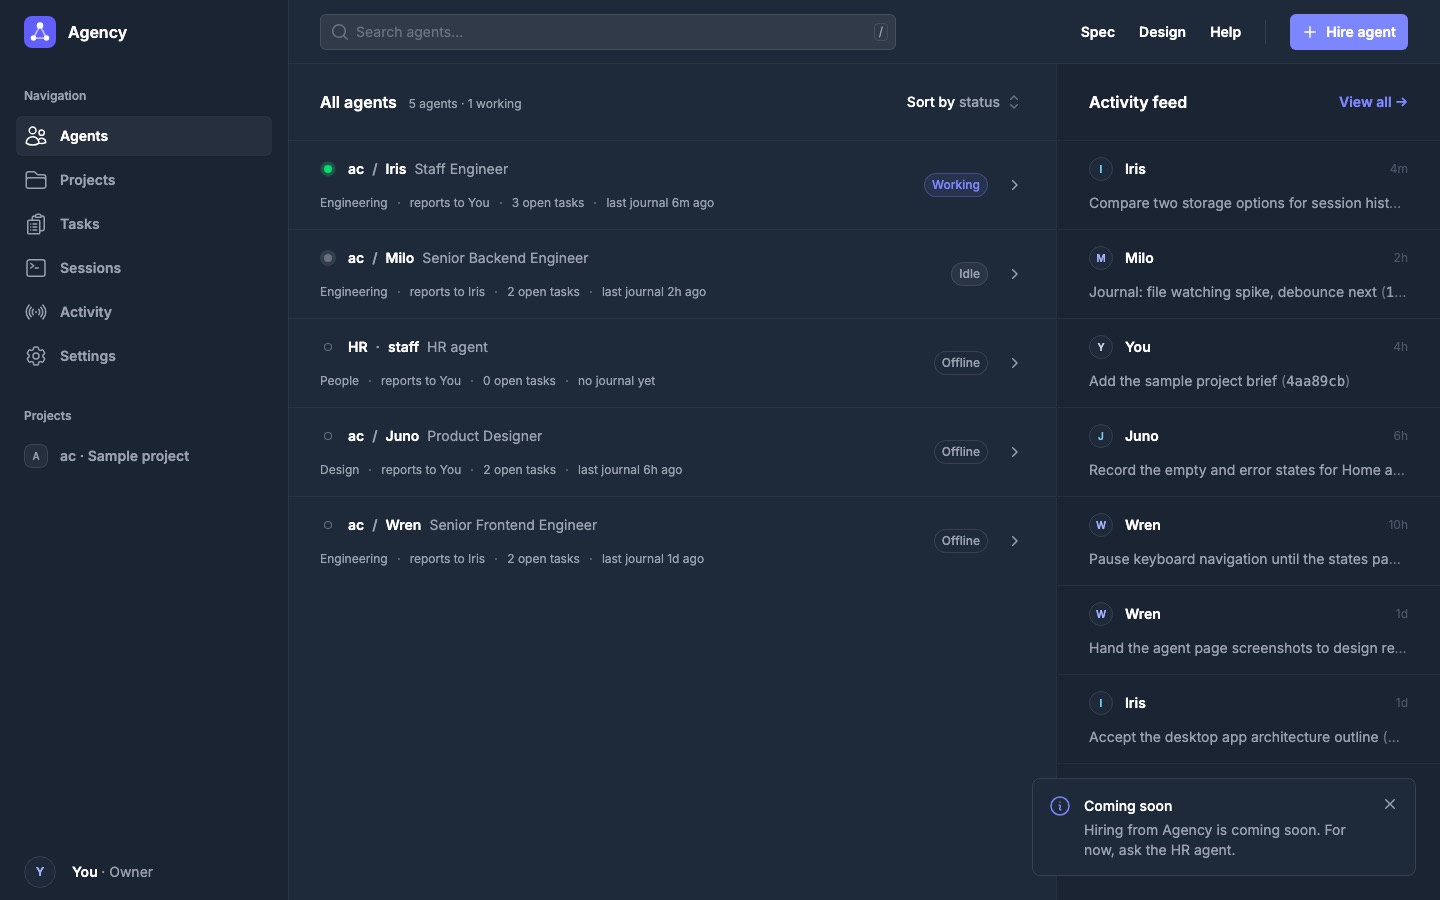 Agency
Navigation
Agents
Projects
Tasks
Sessions
Activity
Settings
Projects
A ac · Sample project
Y You · Owner
Search agents... /
Spec Design Help + Hire agent
All agents 5 agents · 1 working Sort by status
ac / Iris Staff Engineer
Engineering · reports to You · 3 open tasks · last journal 6m ago
Working
ac / Milo Senior Backend Engineer
Engineering · reports to Iris · 2 open tasks · last journal 2h ago
Idle
HR · staff HR agent
People · reports to You · 0 open tasks · no journal yet
Offline
ac / Juno Product Designer
Design · reports to You · 2 open tasks · last journal 6h ago
Offline
ac / Wren Senior Frontend Engineer
Engineering · reports to Iris · 2 open tasks · last journal 1d ago
Offline
Activity feed View all →
I Iris 4m
Compare two storage options for session hist...
M Milo 2h
Journal: file watching spike, debounce next (1...
Y You 4h
Add the sample project brief (4aa89cb)
J Juno 6h
Record the empty and error states for Home a...
W Wren 10h
Pause keyboard navigation until the states pa...
W Wren 1d
Hand the agent page screenshots to design re...
I Iris 1d
Accept the desktop app architecture outline (...
Coming soon
Hiring from Agency is coming soon. For
now, ask the HR agent.